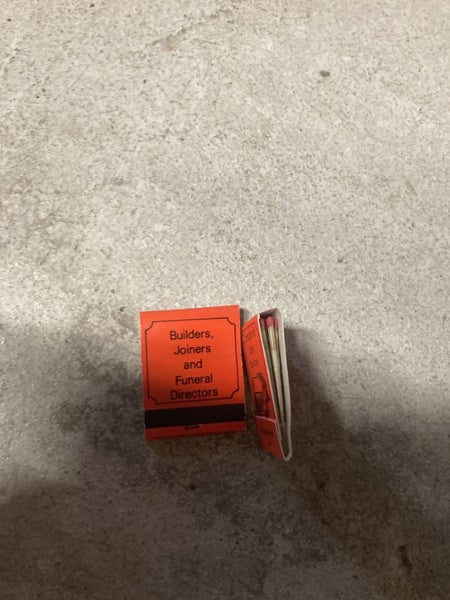 Builders,
Joiners
and
Funeral
Directors